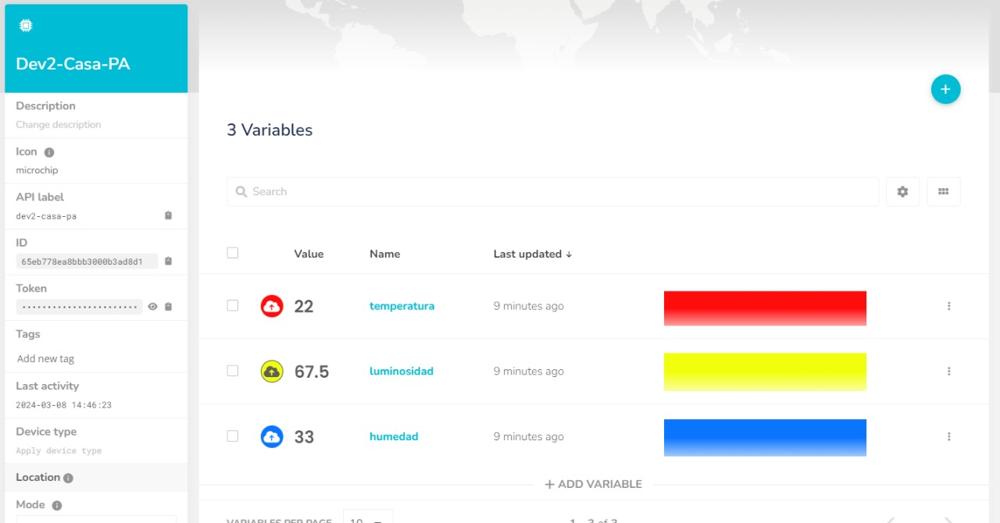 Dev2-Casa-PA
Description
Change description
Icon
microchip
API label
dev2-casa-pa
ID
65eb778ea8bbb3000b3ad8d1
Token
•••••••••••••••••••••••
Tags
Add new tag
Last activity
2024-03-08 14:46:23
Device type
Apply device type
Location
Mode
3 Variables
Search
Value Name Last updated ↓
22 temperatura 9 minutes ago
67.5 luminosidad 9 minutes ago
33 humedad 9 minutes ago
+ ADD VARIABLE
VARIABLES PER PAGE 10 1 - 3 of 3